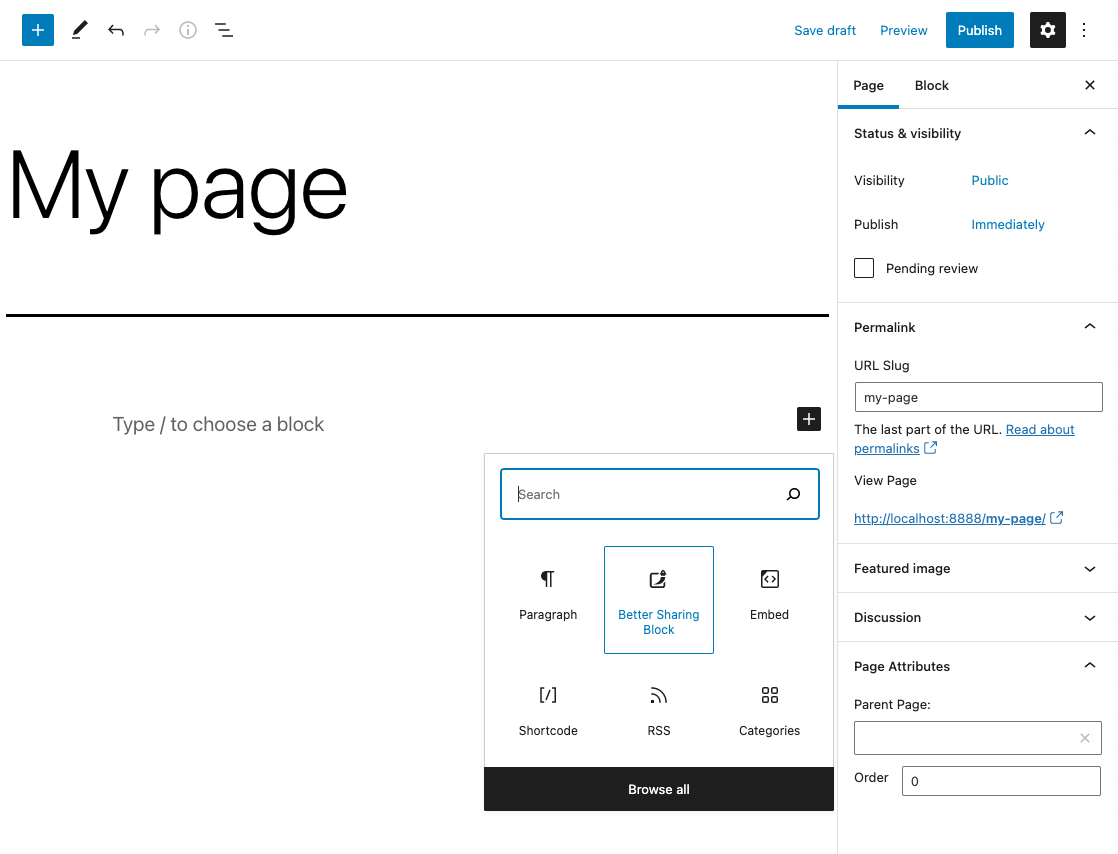 Save draft
Preview
Publish
My page
Type / to choose a block
Search
Paragraph
Better Sharing
Block
Embed
Shortcode
RSS
Categories
Browse all
Page
Block
Status & visibility
Visibility
Public
Publish
Immediately
Pending review
Permalink
URL Slug
my-page
The last part of the URL. Read about
permalinks
View Page
http://localhost:8888/my-page/
Featured image
Discussion
Page Attributes
Parent Page:
Order
0